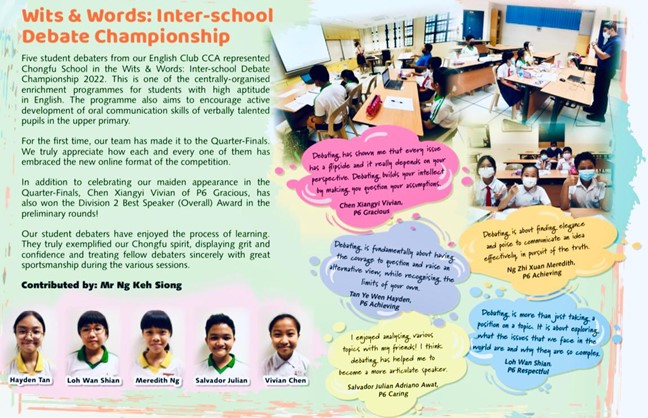 Wits & Words: Inter-school
Debate Championship
Five student debaters from our English Club CCA represented
Chongfu School in the Wits & Words: Inter-school Debate
Championship 2022. This is one of the centrally-organised
enrichment programmes for students with high aptitude
in English. The programme also aims to encourage active
development of oral communication skills of verbally talented
pupils in the upper primary.
For the first time, our team has made it to the Quarter-Finals.
We truly appreciate how each and every one of them has
embraced the new online format of the competition.
In addition to celebrating our maiden appearance in the
Quarter-Finals, Chen Xiangyi Vivian of P6 Gracious, has
also won the Division 2 Best Speaker (Overall) Award in the
preliminary rounds!
Our student debaters have enjoyed the process of learning.
They truly exemplified our Chongfu spirit, displaying grit and
confidence and treating fellow debaters sincerely with great
sportsmanship during the various sessions.
Contributed by: Mr Ng Keh Siong
Hayden Tan
Loh Wan Shian
Meredith Ng
Salvador Julian
Vivian Chen
Debating has shown me that every issue
has a flipside and it really depends on your
perspective. Debating builds your intellect
by making you question your assumptions.
Chen Xiangyi Vivian,
P6 Gracious
Debating is fundamentally about having
the courage to question and raise an
alternative view, while recognising the
limits of your own.
Tan Ye Wen Hayden,
P6 Achieving
Debating is about finding elegance
and poise to communicate an idea
effectively, in pursuit of the truth.
Ng Zhi Xuan Meredith,
P6 Achieving
I enjoyed analysing various
topics with my friends! I think
debating has helped me to
become a more articulate speaker.
Salvador Julian Adriano Awat,
P6 Caring
Debating is more than just taking a
position on a topic. It is about exploring
what the issues that we face in the
world are and why they are so complex.
Loh Wan Shian
P6 Respectful